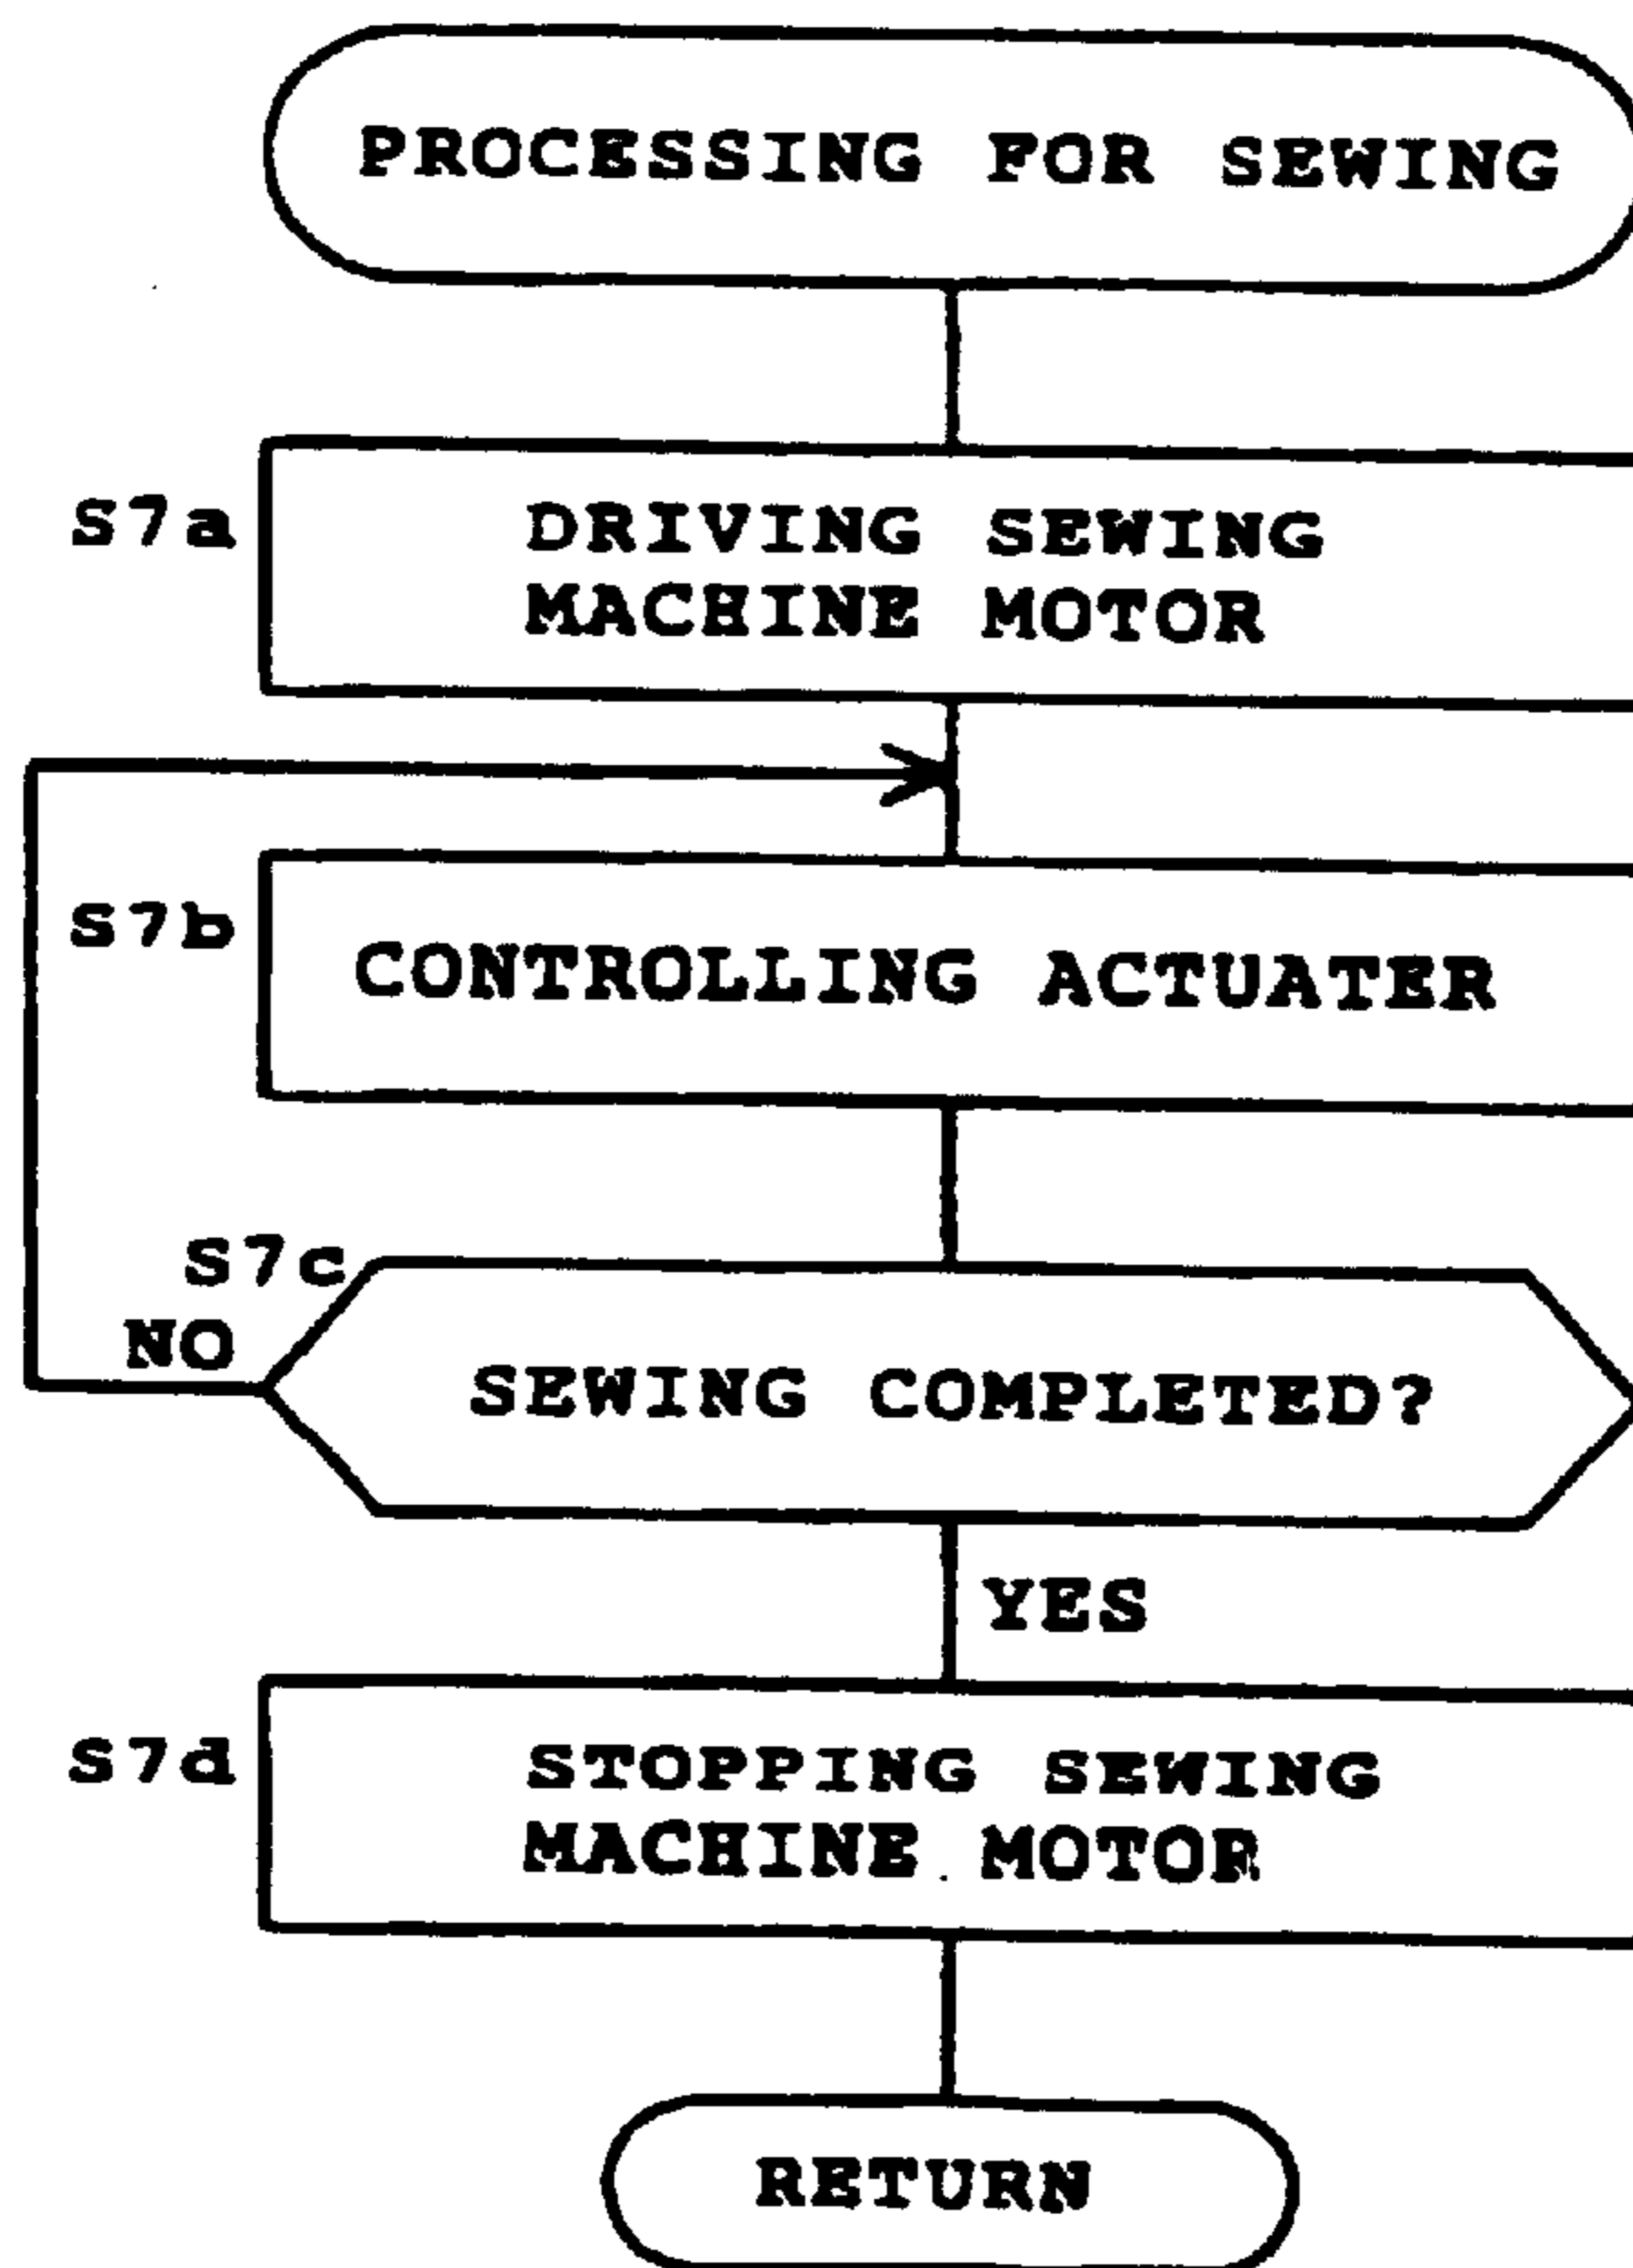 PROCESSING FOR SEWING
S7a
DRIVING SEWING
MACHINE MOTOR
S7b
CONTROLLING ACTUATER
S7c
NO
SEWING COMPLETED?
YES
S7d
STOPPING SEWING
MACHINE MOTOR
RETURN